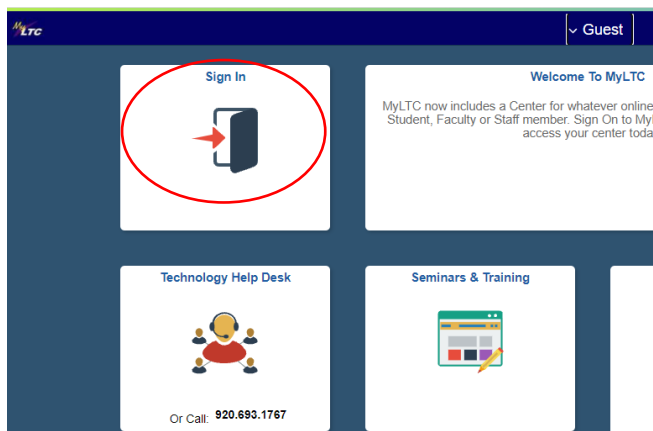 MyLTC
Guest
Sign In
Welcome To MyLTC
MyLTC now includes a Center for whatever online
Student, Faculty or Staff member. Sign On to My
access your center toda
Technology Help Desk
Seminars & Training
Or Call: 920.693.1767